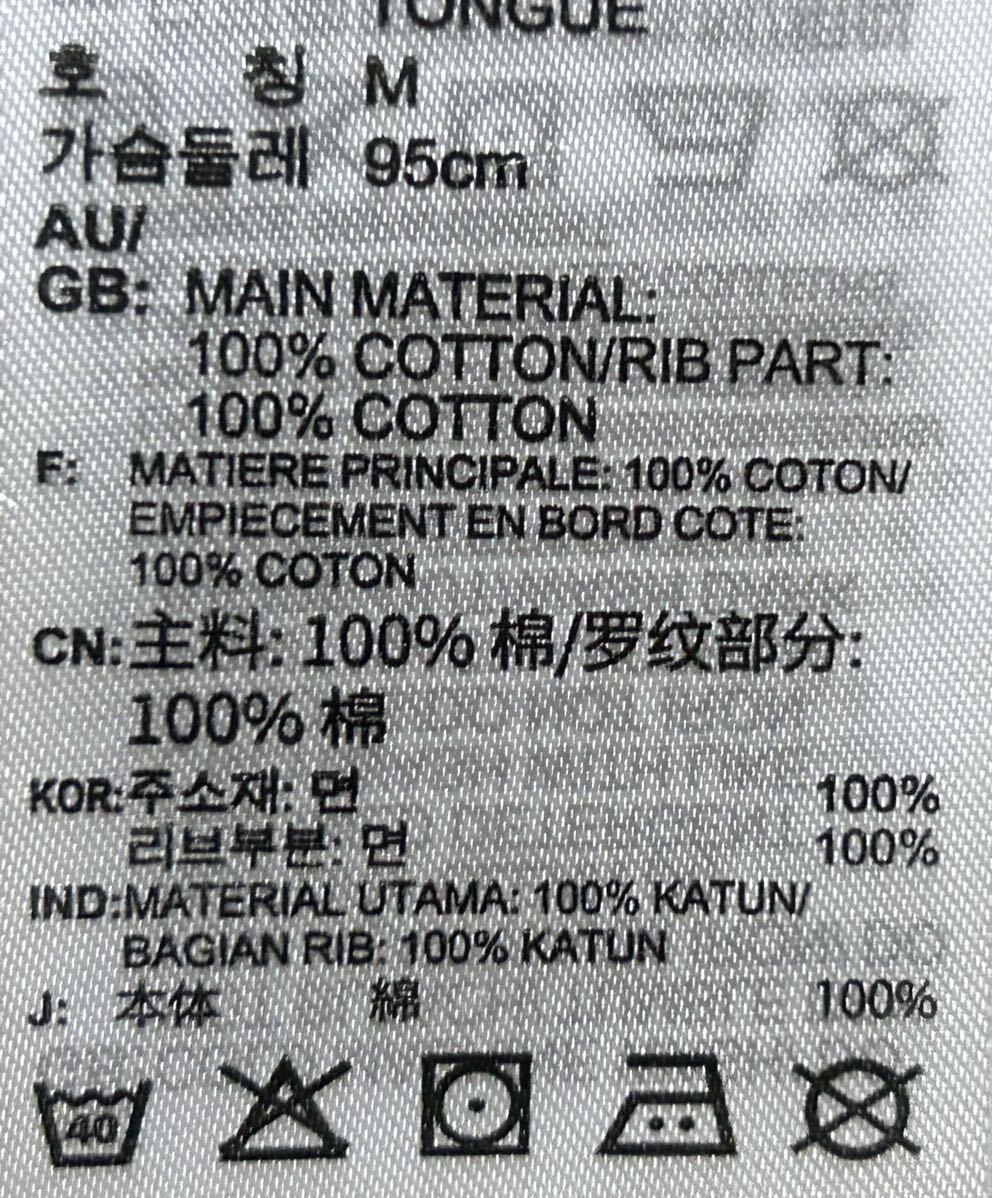 TONGUE
호 칭 M
가슴둘레 95cm
AU/
GB: MAIN MATERIAL:
100% COTTON/RIB PART:
100% COTTON
F: MATIERE PRINCIPALE: 100% COTON/
EMPIECEMENT EN BORD COTE:
100% COTON
CN:主料: 100% 棉/罗纹部分:
100% 棉
KOR:주소재: 면 100%
리브부분: 면 100%
IND:MATERIAL UTAMA: 100% KATUN/
BAGIAN RIB: 100% KATUN
J: 本体 綿 100%
40